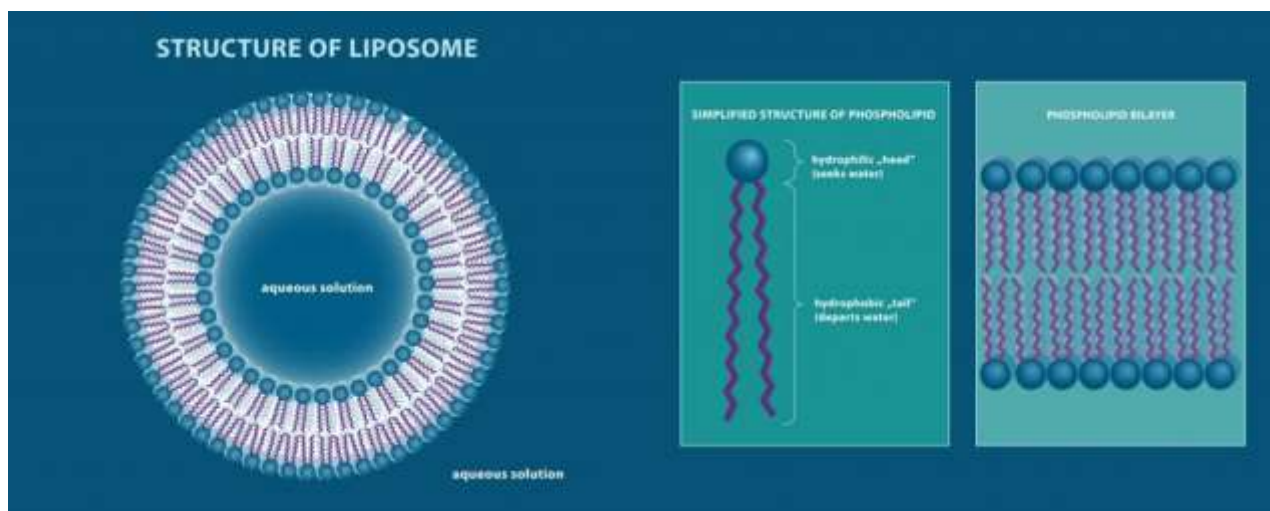 STRUCTURE OF LIPOSOME
aqueous solution
aqueous solution
SIMPLIFIED STRUCTURE OF PHOSPHOLIPID
hydrophilic „head"
(seeks water)
hydrophobic „tail"
(departs water)
PHOSPHOLIPID BILAYER